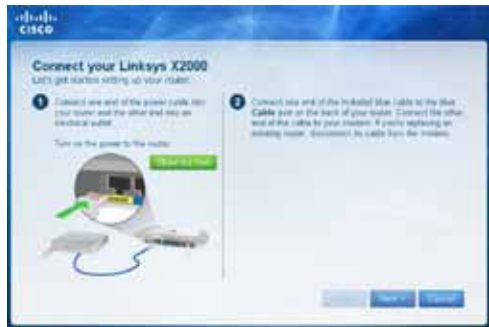 CISCO
Connect your Linksys X2000
Let's get started setting up your router.
1
Connect one end of the power cable into
your router and the other end into an
electrical outlet.
Turn on the power to the router.
2
Connect one end of the included blue cable to the blue
Cable port on the back of your router. Connect the other
end of the cable to your modem. If you're replacing an
existing router, disconnect its cable from the modem.
Next
Cancel